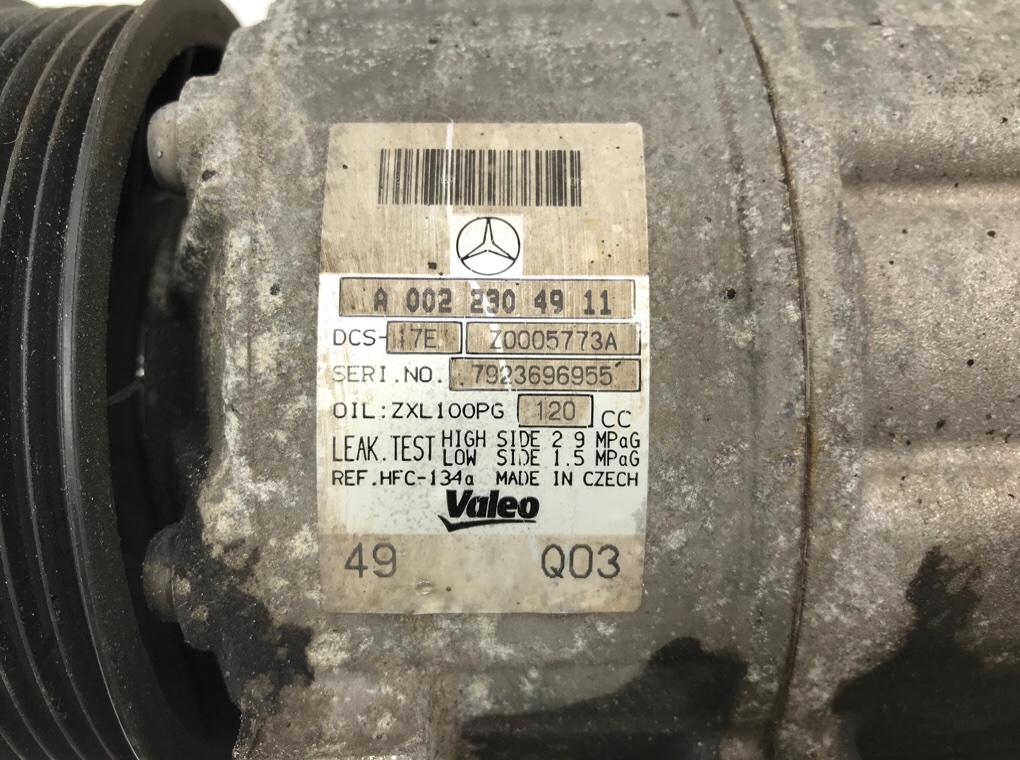 A 002 230 49 11
DCS-17E Z0005773A
SERI.NO. 7923696955
OIL:ZXL100PG 120 CC
LEAK.TEST HIGH SIDE 2.9 MPaG
LOW SIDE 1.5 MPaG
REF.HFC-134a MADE IN CZECH
Valeo
49 Q03